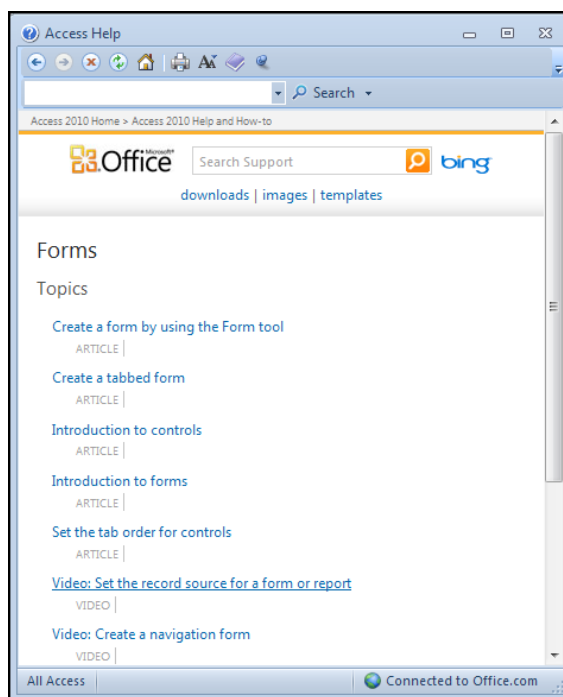 Access Help
Search
Access 2010 Home > Access 2010 Help and How-to
Microsoft®
Office Search Support bing
downloads | images | templates
Forms
Topics
Create a form by using the Form tool
ARTICLE |
Create a tabbed form
ARTICLE |
Introduction to controls
ARTICLE |
Introduction to forms
ARTICLE |
Set the tab order for controls
ARTICLE |
Video: Set the record source for a form or report
VIDEO |
Video: Create a navigation form
VIDEO |
All Access Connected to Office.com